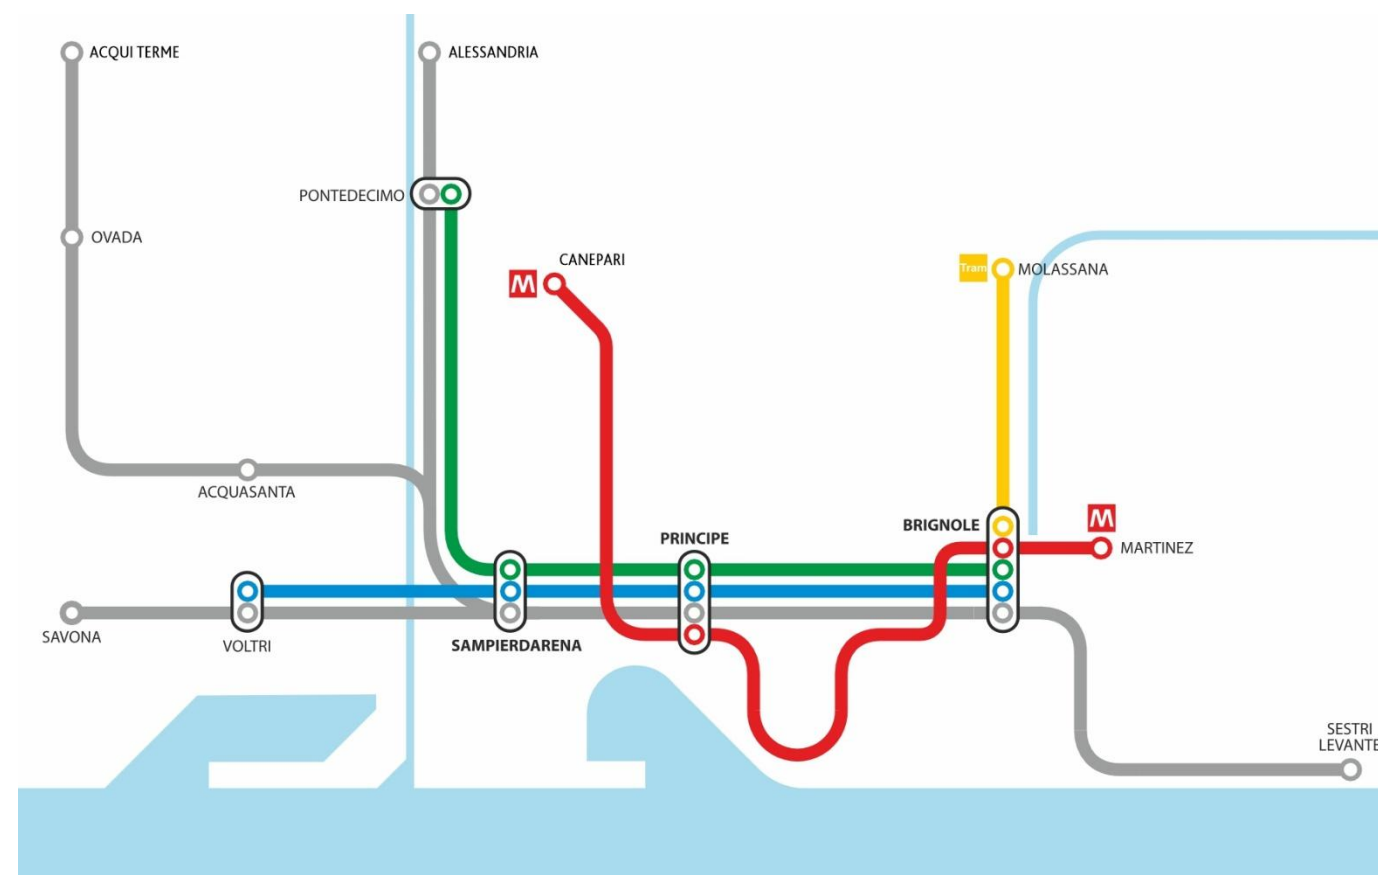 ACQUI TERME
ALESSANDRIA
PONTEDECIMO
OVADA
CANEPARI
M
Tram
MOLASSANA
ACQUASANTA
BRIGNOLE
M
PRINCIPE
MARTINEZ
SAVONA
VOLTRI
SAMPIERDARENA
SESTRI
LEVANTE